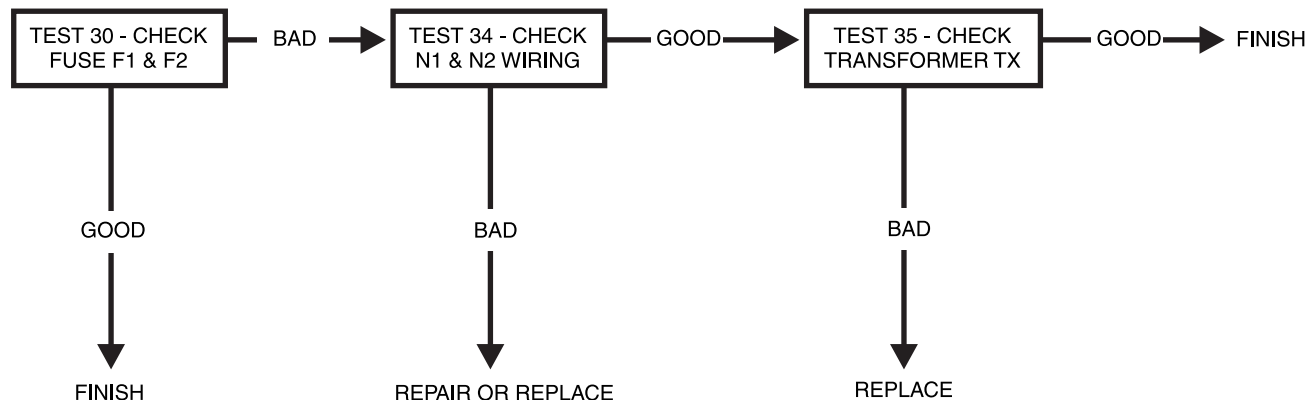 TEST 30 - CHECK
FUSE F1 & F2
BAD
TEST 34 - CHECK
N1 & N2 WIRING
GOOD
TEST 35 - CHECK
TRANSFORMER TX
GOOD
FINISH
GOOD
BAD
BAD
FINISH
REPAIR OR REPLACE
REPLACE